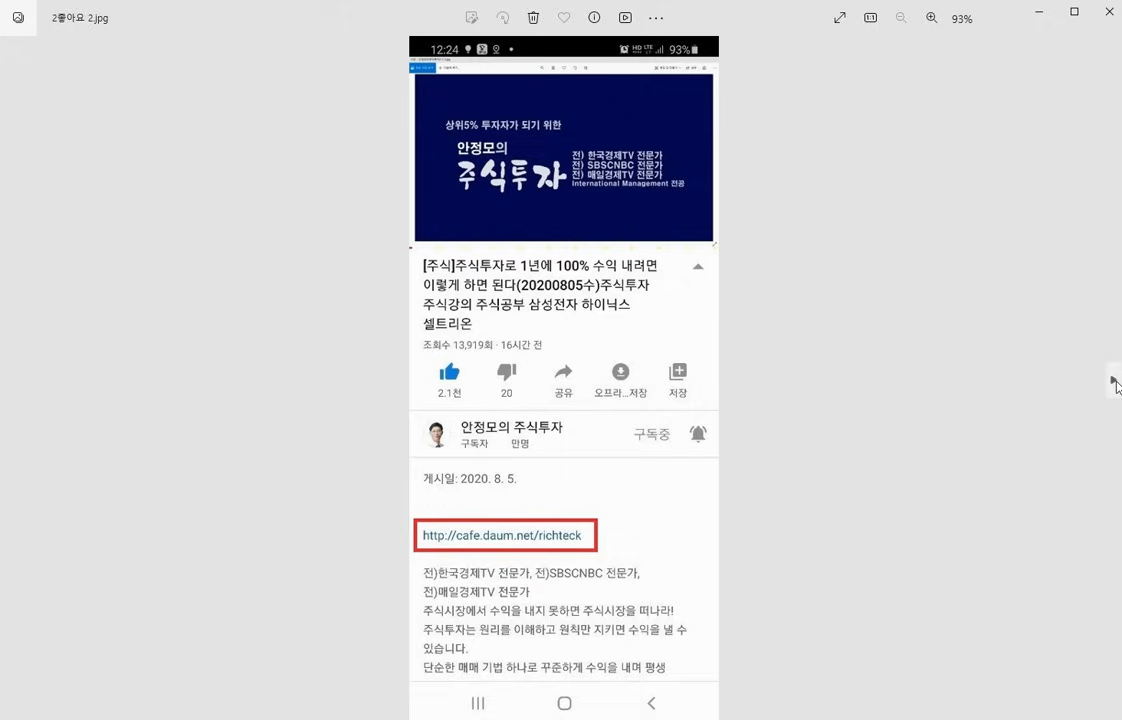 2좋아요 2.jpg
93%
12:24
HD LTE 93%
상위5% 투자자가 되기 위한
안정모의
주식투자
전) 한국경제TV 전문가
전) SBSCNBC 전문가
전) 매일경제TV 전문가
International Management 전공
[주식]주식투자로 1년에 100% 수익 내려면
이렇게 하면 된다(20200805수)주식투자
주식강의 주식공부 삼성전자 하이닉스
셀트리온
조회수 13,919회 · 16시간 전
2.1천 20 공유 오프라...저장 저장
안정모의 주식투자
구독자 만명
구독중
게시일: 2020. 8. 5.
http://cafe.daum.net/richteck
전)한국경제TV 전문가, 전)SBSCNBC 전문가,
전)매일경제TV 전문가
주식시장에서 수익을 내지 못하면 주식시장을 떠나라!
주식투자는 원리를 이해하고 원칙만 지키면 수익을 낼 수
있습니다.
단순한 매매 기법 하나로 꾸준하게 수익을 내며 평생